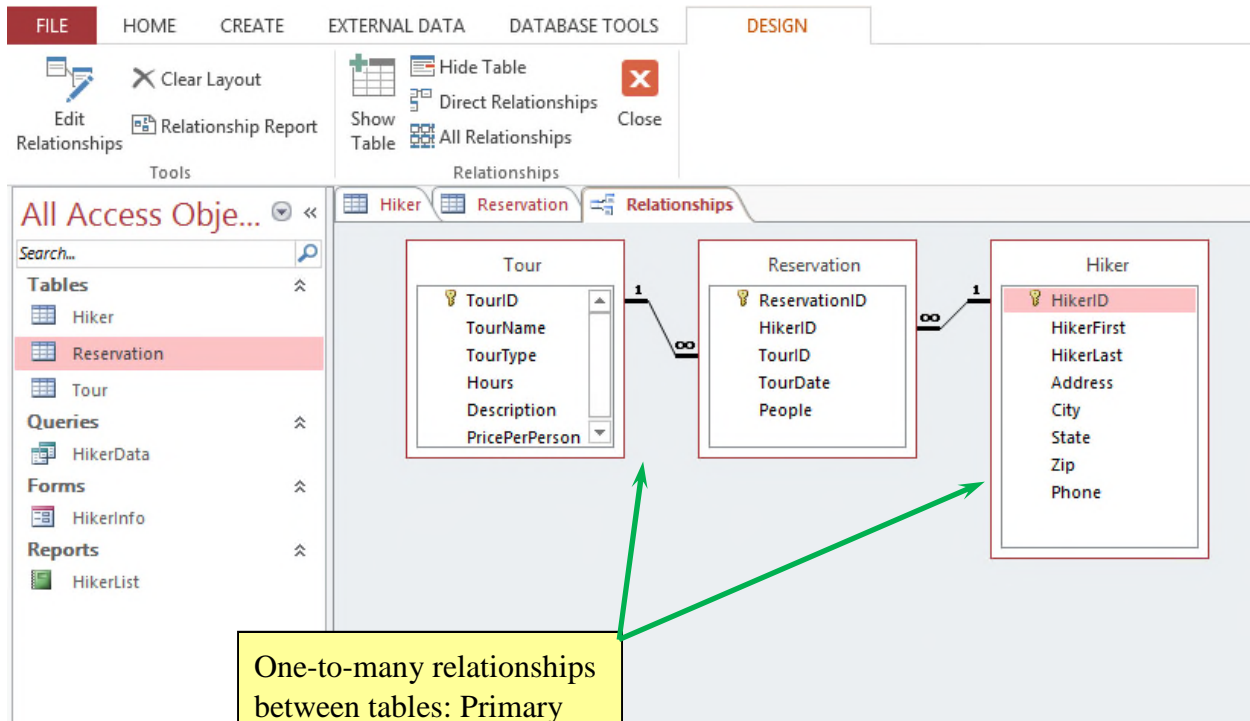 FILE HOME CREATE EXTERNAL DATA DATABASE TOOLS DESIGN
Edit
Relationships
Clear Layout
Relationship Report
Tools
Show
Table
Hide Table
Direct Relationships
All Relationships
Close
Relationships
All Access Obje...
Search...
Tables
Hiker
Reservation
Tour
Queries
HikerData
Forms
HikerInfo
Reports
HikerList
Hiker Reservation Relationships
Tour
TourID
TourName
TourType
Hours
Description
PricePerPerson
1
∞
Reservation
ReservationID
HikerID
TourID
TourDate
People
∞
1
Hiker
HikerID
HikerFirst
HikerLast
Address
City
State
Zip
Phone
One-to-many relationships
between tables: Primary